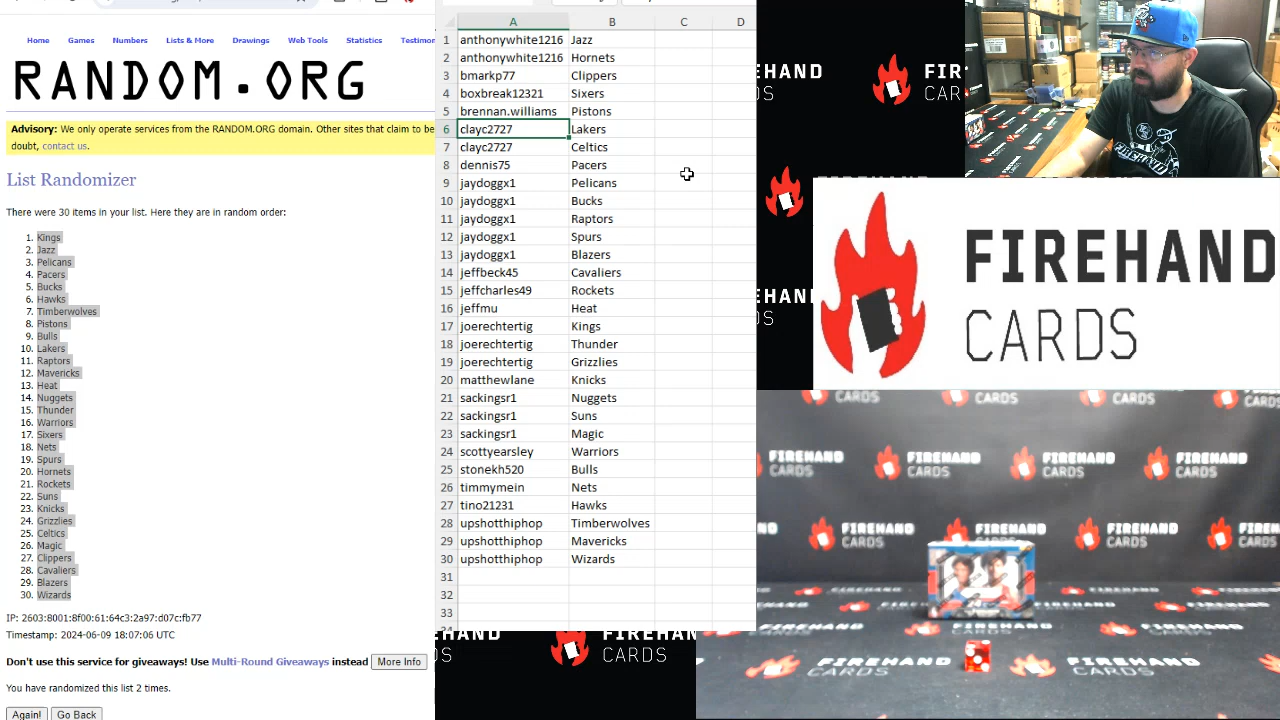 Home Games Numbers Lists & More Drawings Web Tools Statistics Testimon
RANDOM.ORG
Advisory: We only operate services from the RANDOM.ORG domain. Other sites that claim to be
doubt, contact us.
List Randomizer
There were 30 items in your list. Here they are in random order:
1. Kings
2. Jazz
3. Pelicans
4. Pacers
5. Bucks
6. Hawks
7. Timberwolves
8. Pistons
9. Bulls
10. Lakers
11. Raptors
12. Mavericks
13. Heat
14. Nuggets
15. Thunder
16. Warriors
17. Sixers
18. Nets
19. Spurs
20. Hornets
21. Rockets
22. Suns
23. Knicks
24. Grizzlies
25. Celtics
26. Magic
27. Clippers
28. Cavaliers
29. Blazers
30. Wizards
IP: 2603:8001:8f00:61:64c3:2a97:d07c:fb77
Timestamp: 2024-06-09 18:07:06 UTC
Don't use this service for giveaways! Use Multi-Round Giveaways instead More Info
You have randomized this list 2 times.
Again! Go Back
A B C D
1 anthonywhite1216 Jazz
2 anthonywhite1216 Hornets
3 bmarkp77 Clippers
4 boxbreak12321 Sixers
5 brennan.williams Pistons
6 clayc2727 Lakers
7 clayc2727 Celtics
8 dennis75 Pacers
9 jaydoggx1 Pelicans
10 jaydoggx1 Bucks
11 jaydoggx1 Raptors
12 jaydoggx1 Spurs
13 jaydoggx1 Blazers
14 jeffbeck45 Cavaliers
15 jeffcharles49 Rockets
16 jeffmu Heat
17 joerechtertig Kings
18 joerechtertig Thunder
19 joerechtertig Grizzlies
20 matthewlane Knicks
21 sackingsr1 Nuggets
22 sackingsr1 Suns
23 sackingsr1 Magic
24 scottyearsley Warriors
25 stonekh520 Bulls
26 timmymein Nets
27 tino21231 Hawks
28 upshotthiphop Timberwolves
29 upshotthiphop Mavericks
30 upshotthiphop Wizards
31
32
33
FIREHAND
CARDS
FIREHAND
CARDS
FIREHAND
CARDS
FIREHAND
CARDS
FIREHAND
CARDS
FIREHAND
CARDS